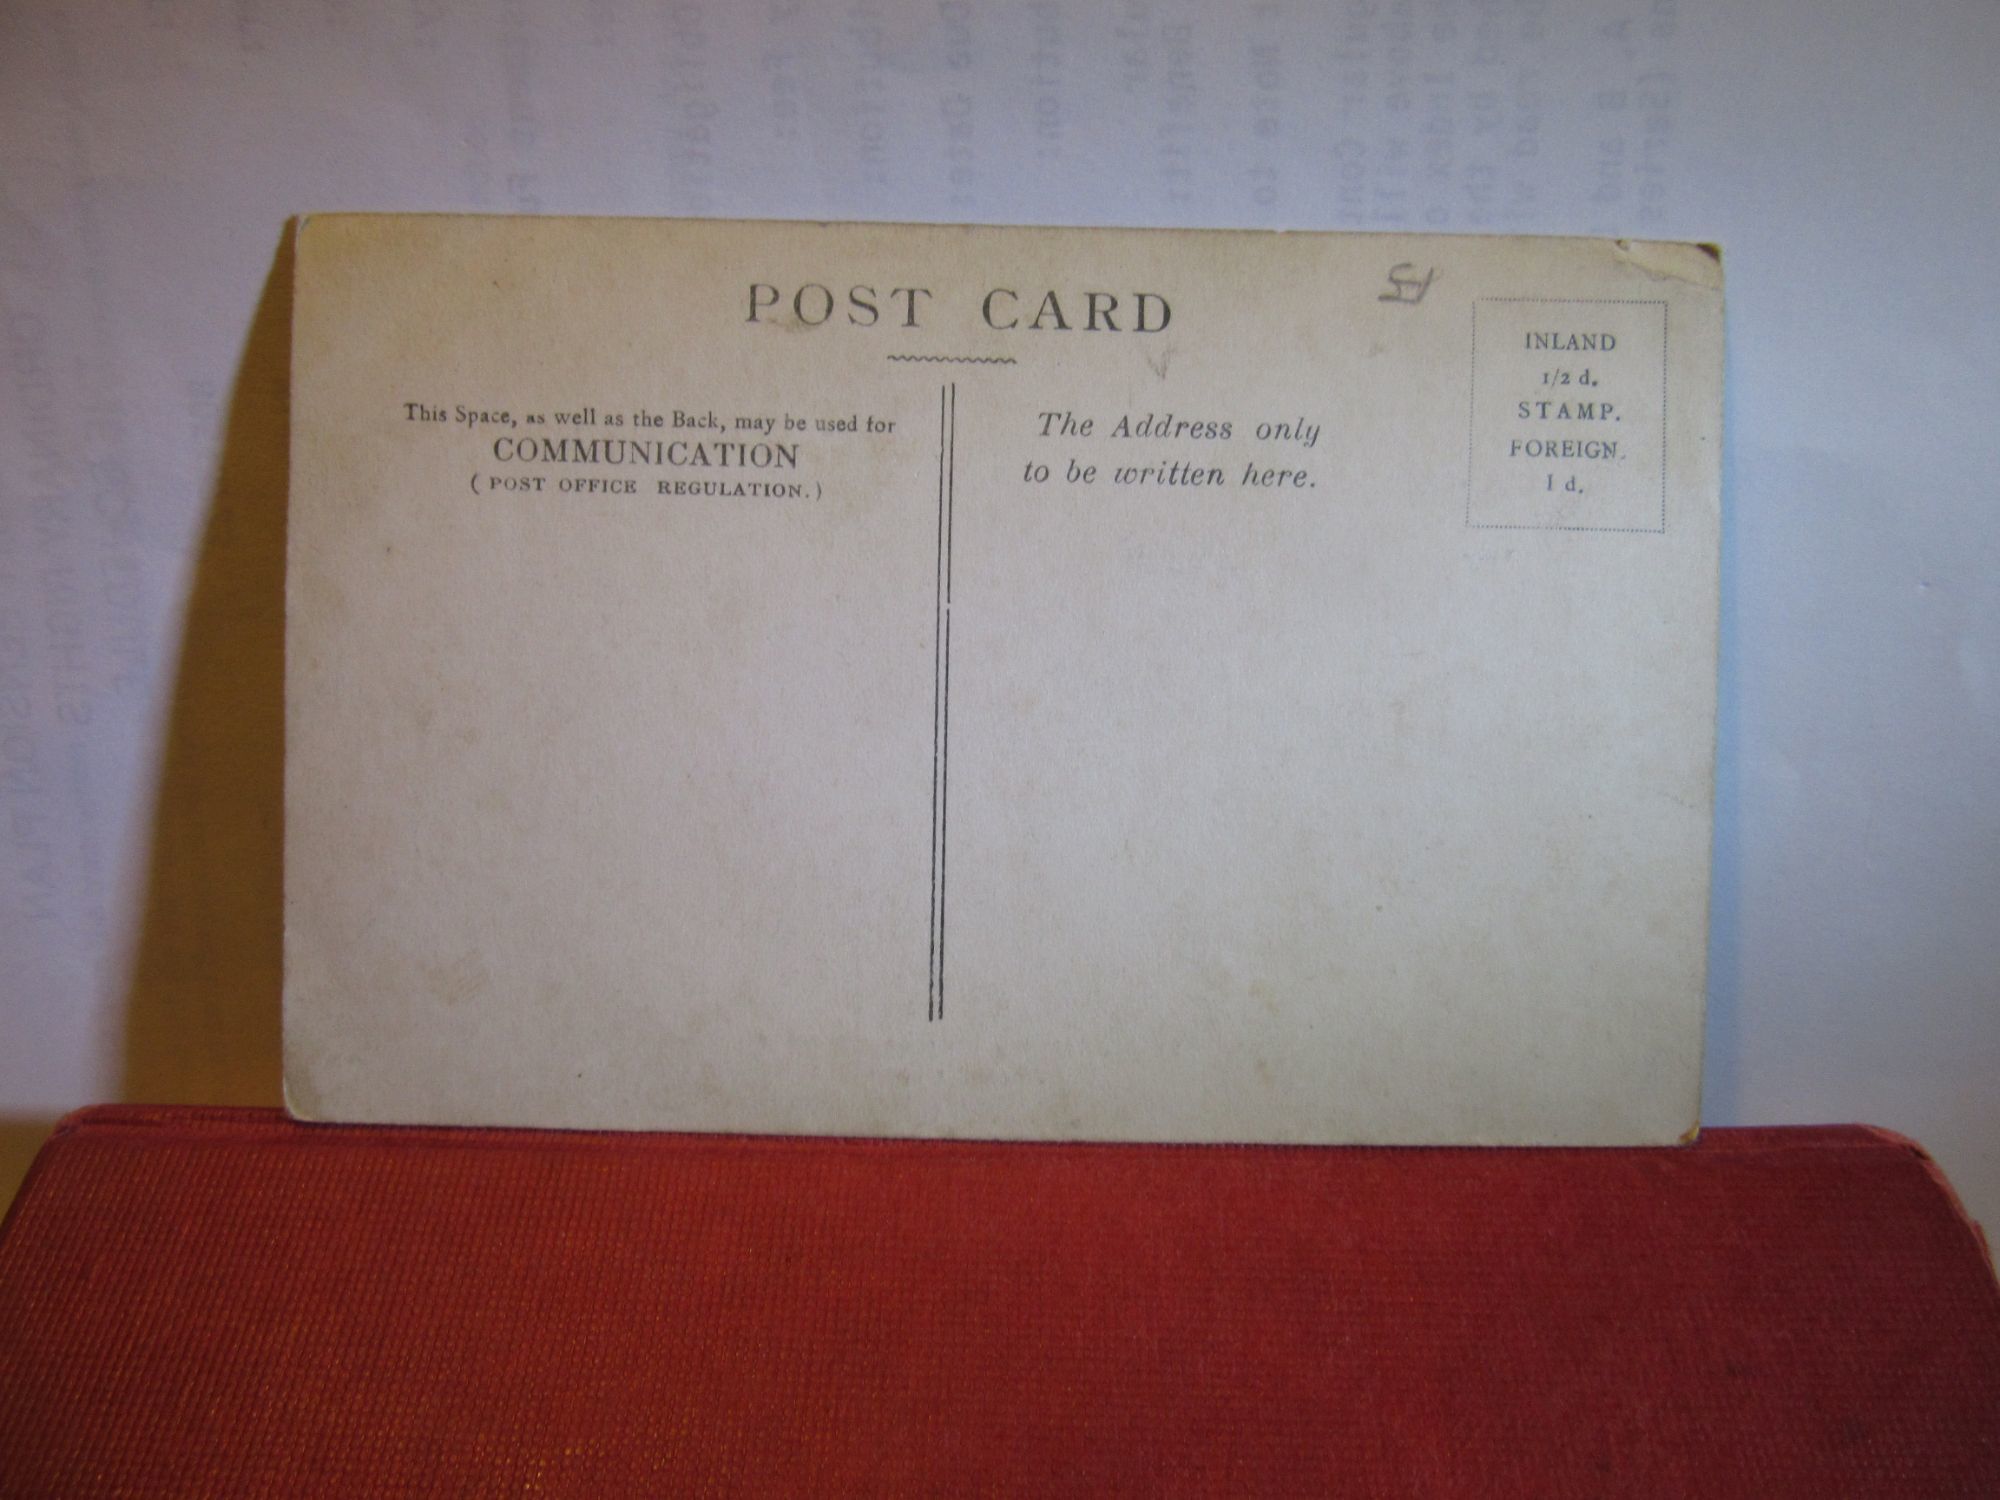 POST CARD
This Space, as well as the Back, may be used for
COMMUNICATION
( POST OFFICE REGULATION.)
The Address only
to be written here.
INLAND
1/2 d.
STAMP.
FOREIGN.
1 d.